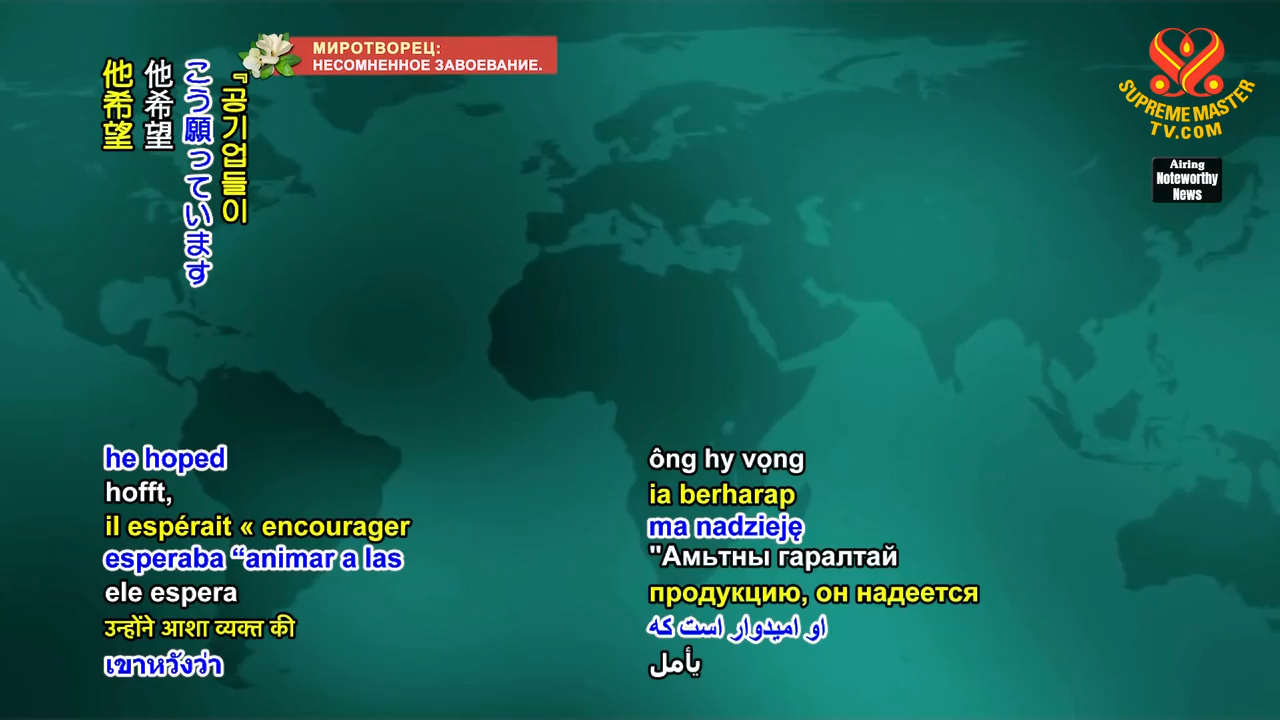 МИРОТВОРЕЦ:
НЕСОМНЕННОЕ ЗАВОЕВАНИЕ.
SUPREME MASTER
TV.COM
Airing
Noteworthy
News
『공기업들이
こう願っています
他希望
他希望
he hoped
hofft,
il espérait « encourager
esperaba “animar a las
ele espera
उन्होंने आशा व्यक्त की
เขาหวังว่า
ông hy vọng
ia berharap
ma nadzieję
"Амьтны гаралтай
продукцию, он надеется
او امیدوار است که
يأمل